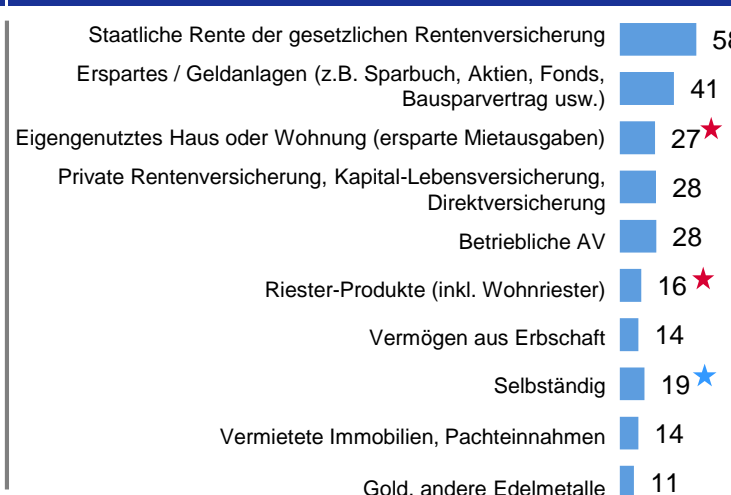 Staatliche Rente der gesetzlichen Rentenversicherung 58
Erspartes / Geldanlagen (z.B. Sparbuch, Aktien, Fonds,
Bausparvertrag usw.) 41
Eigengenutztes Haus oder Wohnung (ersparte Mietausgaben) 27
Private Rentenversicherung, Kapital-Lebensversicherung,
Direktversicherung 28
Betriebliche AV 28
Riester-Produkte (inkl. Wohnriester) 16
Vermögen aus Erbschaft 14
Selbständig 19
Vermietete Immobilien, Pachteinnahmen 14
Gold, andere Edelmetalle 11